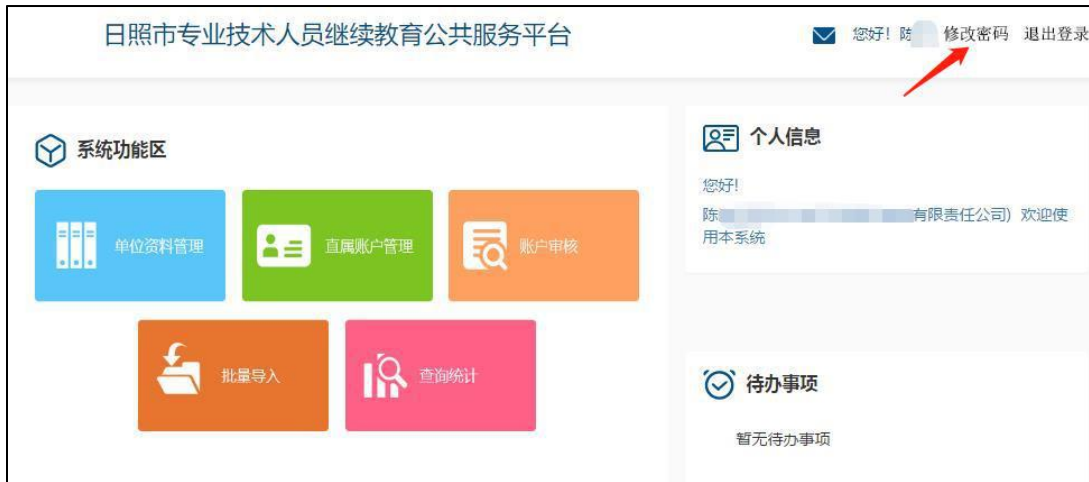 日照市专业技术人员继续教育公共服务平台
您好！陈 修改密码 退出登录
系统功能区
单位资料管理
直属账户管理
账户审核
批量导入
查询统计
个人信息
您好!
陈 有限责任公司）欢迎使
用本系统
待办事项
暂无待办事项